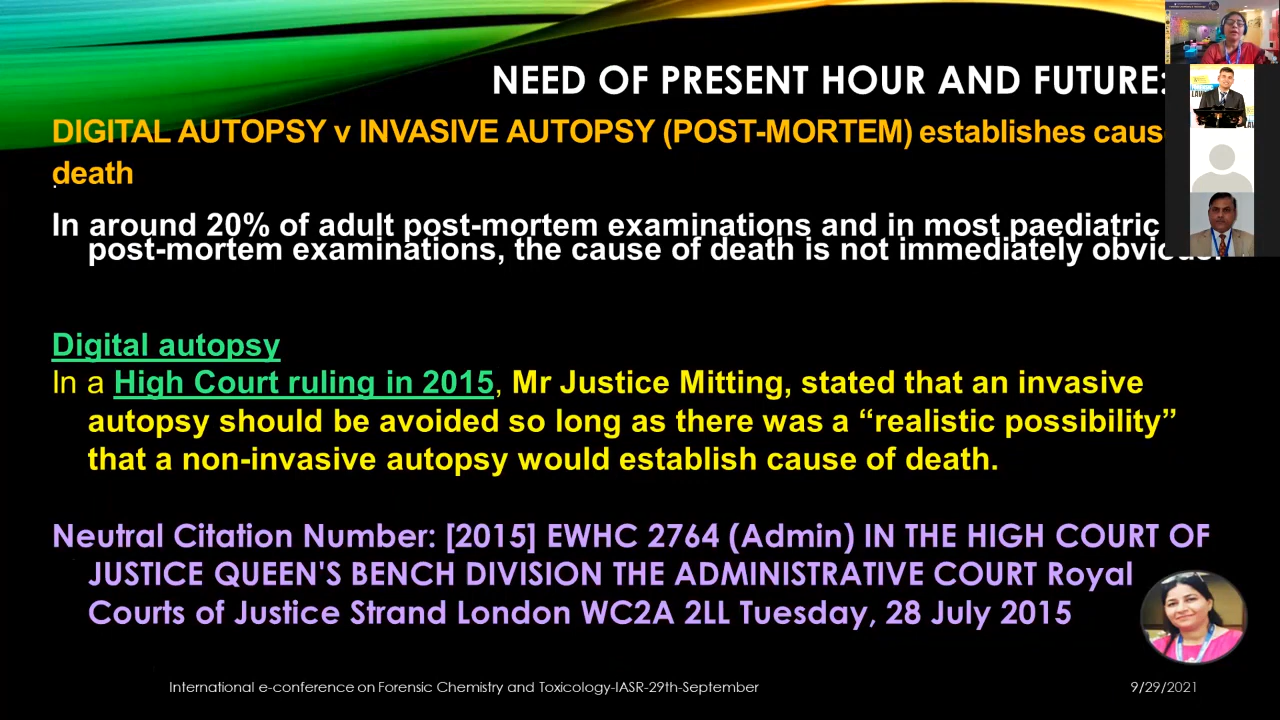 NEED OF PRESENT HOUR AND FUTURE:
DIGITAL AUTOPSY v INVASIVE AUTOPSY (POST-MORTEM) establishes
death
.
In around 20% of adult post-mortem examinations and in most paediatric
post-mortem examinations, the cause of death is not immediately
Digital autopsy
In a High Court ruling in 2015, Mr Justice Mitting, stated that an invasive
autopsy should be avoided so long as there was a “realistic possibility”
that a non-invasive autopsy would establish cause of death.
Neutral Citation Number: [2015] EWHC 2764 (Admin) IN THE HIGH COURT OF
JUSTICE QUEEN'S BENCH DIVISION THE ADMINISTRATIVE COURT Royal
Courts of Justice Strand London WC2A 2LL Tuesday, 28 July 2015
International e-conference on Forensic Chemistry and Toxicology-IASR-29th-September
9/29/2021